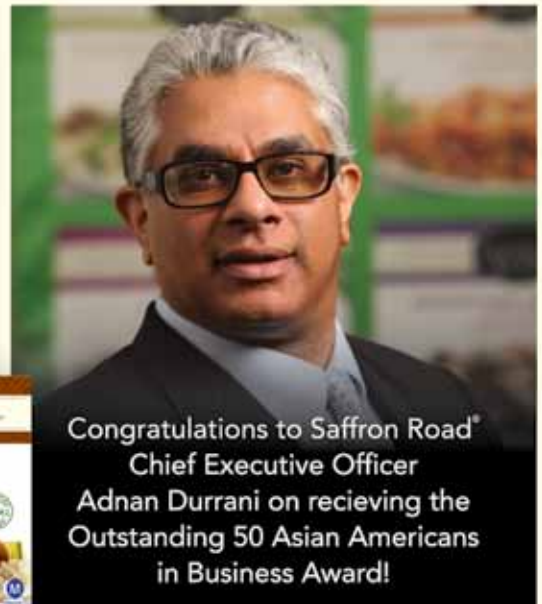 Congratulations to Saffron Road®
Chief Executive Officer
Adnan Durrani on recieving the
Outstanding 50 Asian Americans
in Business Award!
M